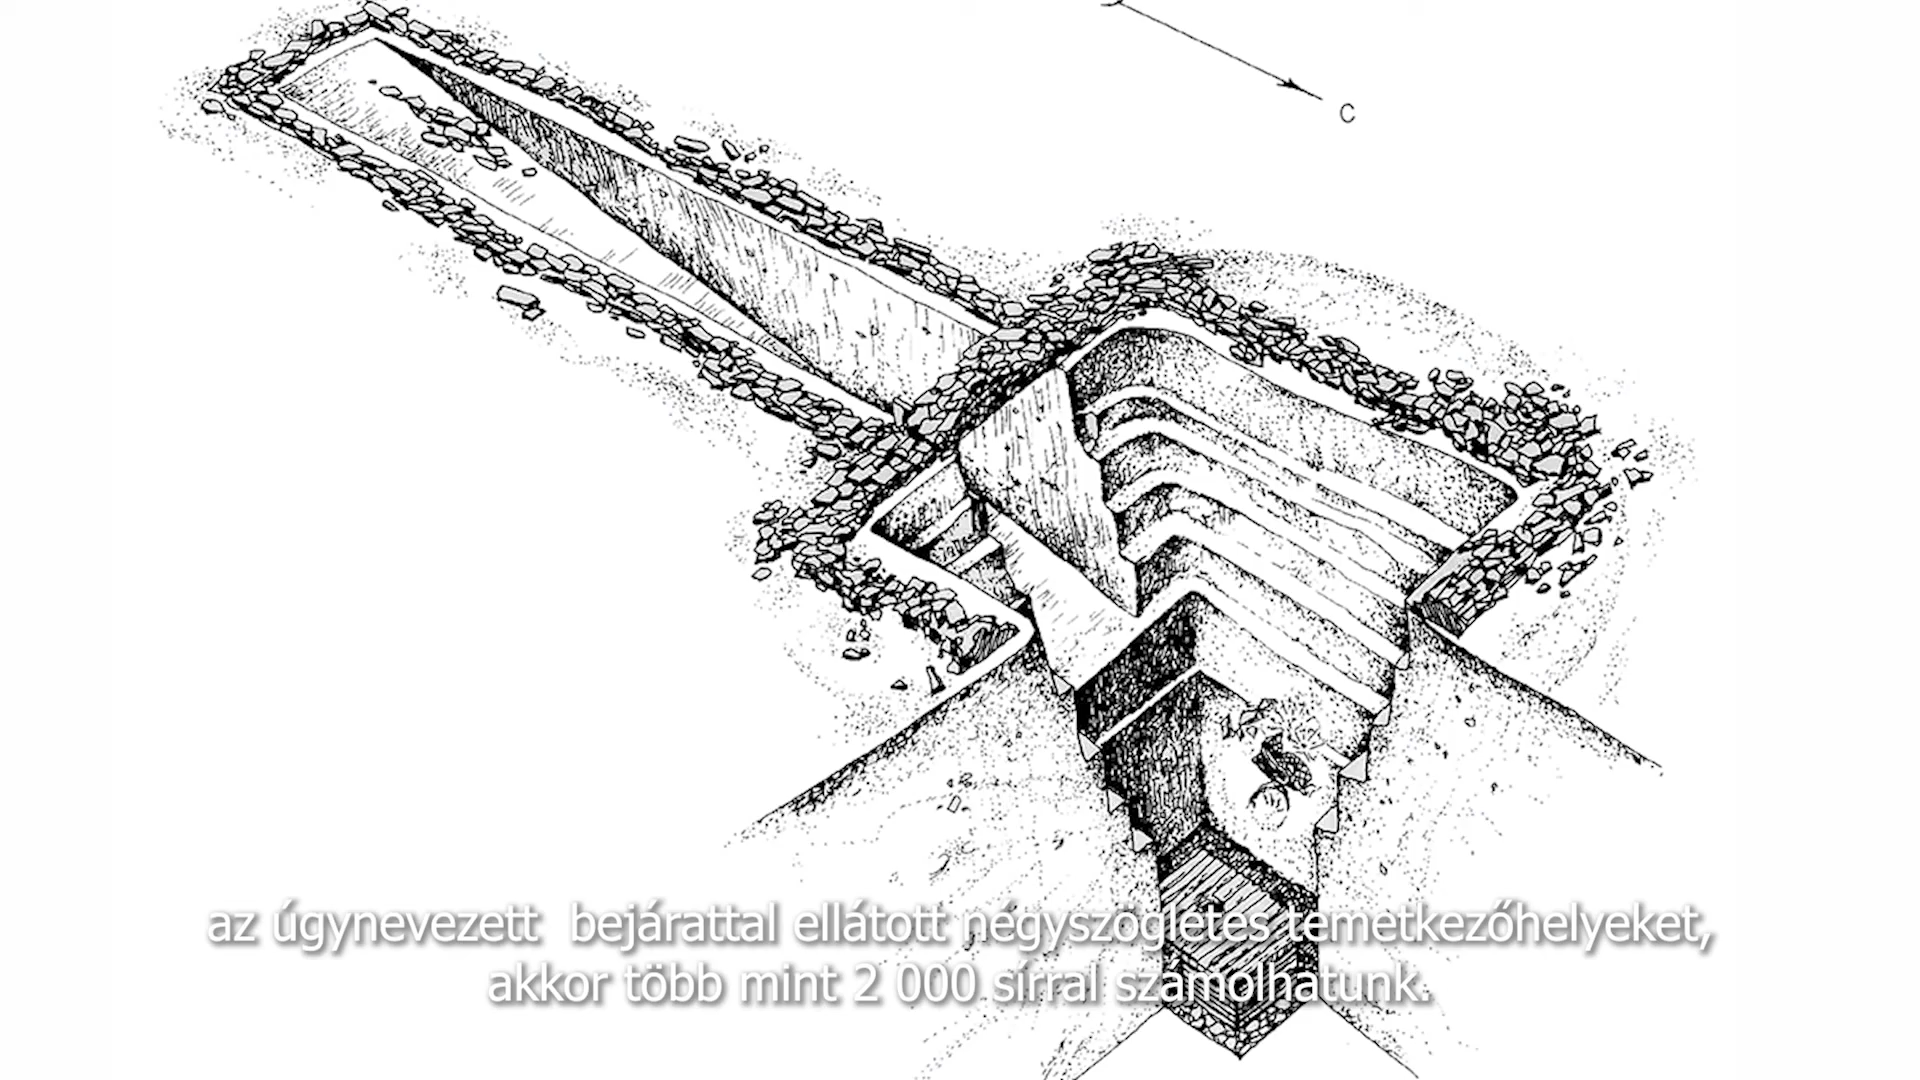 C
az úgynevezett bejárattal ellátott négyszögletes temetkezőhelyeket,
akkor több mint 2 000 sírral számolhatunk.